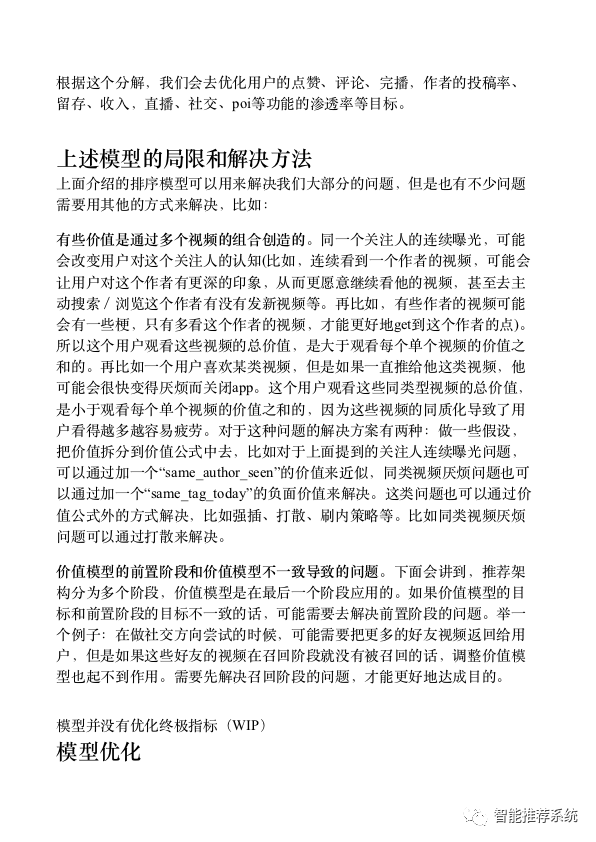 根据这个分解，我们会去优化用户的点赞、评论、完播，作者的投稿率、
留存、收入，直播、社交、poi等功能的渗透率等目标。
上述模型的局限和解决方法
上面介绍的排序模型可以用来解决我们大部分的问题，但是也有不少问题
需要用其他的方式来解决，比如：
有些价值是通过多个视频的组合创造的。同一个关注人的连续曝光，可能
会改变用户对这个关注人的认知(比如，连续看到一个作者的视频，可能会
让用户对这个作者有更深的印象，从而更愿意继续看他的视频，甚至去主
动搜索／浏览这个作者有没有发新视频等。再比如，有些作者的视频可能
会有一些梗，只有多看这个作者的视频，才能更好地get到这个作者的点)。
所以这个用户观看这些视频的总价值，是大于观看每个单个视频的价值之
和的。再比如一个用户喜欢某类视频，但是如果一直推给他这类视频，他
可能会很快变得厌烦而关闭app。这个用户观看这些同类型视频的总价值，
是小于观看每个单个视频的价值之和的，因为这些视频的同质化导致了用
户看得越多越容易疲劳。对于这种问题的解决方案有两种：做一些假设，
把价值拆分到价值公式中去，比如对于上面提到的关注人连续曝光问题，
可以通过加一个“same_author_seen”的价值来近似，同类视频厌烦问题也可
以通过加一个“same_tag_today”的负面价值来解决。这类问题也可以通过价
值公式外的方式解决，比如强插、打散、刷内策略等。比如同类视频厌烦
问题可以通过打散来解决。
价值模型的前置阶段和价值模型不一致导致的问题。下面会讲到，推荐架
构分为多个阶段，价值模型是在最后一个阶段应用的。如果价值模型的目
标和前置阶段的目标不一致的话，可能需要去解决前置阶段的问题。举一
个例子：在做社交方向尝试的时候，可能需要把更多的好友视频返回给用
户，但是如果这些好友的视频在召回阶段就没有被召回的话，调整价值模
型也起不到作用。需要先解决召回阶段的问题，才能更好地达成目的。
模型并没有优化终极指标（WIP）
模型优化
智能推荐系统